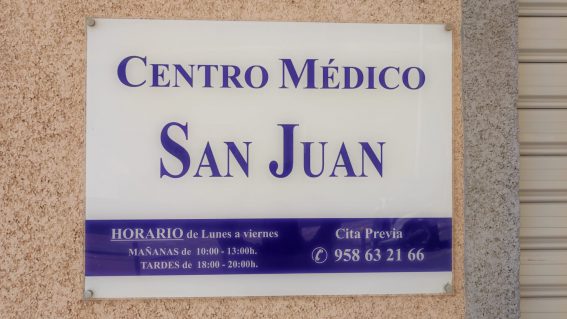 CENTRO MÉDICO
SAN JUAN
HORARIO de Lunes a viernes
MAÑANAS de 10:00 - 13:00h.
TARDES de 18:00 - 20:00h.
Cita Previa
✆ 958 63 21 66